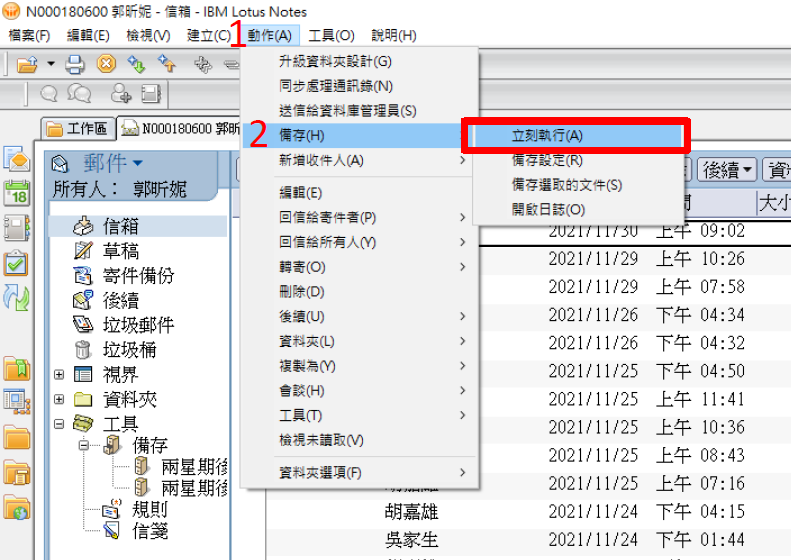 N000180600 郭昕妮 - 信箱 - IBM Lotus Notes
檔案(F) 編輯(E) 檢視(V) 建立(C) 1 動作(A) 工具(O) 說明(H)
升級資料夾設計(G)
同步處理通訊錄(N)
送信給資料庫管理員(S)
2 備存(H)
新增收件人(A)
編輯(E)
回信給寄件者(P)
回信給所有人(Y)
轉寄(O)
刪除(D)
後續(U)
資料夾(L)
複製為(Y)
會談(H)
工具(T)
檢視未讀取(V)
資料夾選項(F)
立刻執行(A)
備存設定(R)
備存選取的文件(S)
開啟日誌(O)
工作區
N000180600 郭昕
郵件
所有人： 郭昕妮
18
信箱
草稿
寄件備份
後續
垃圾郵件
垃圾桶
視界
資料夾
工具
備存
兩星期後
兩星期後
規則
信箋
後續
大小
2021/11/30 上午 09:02
2021/11/29 上午 10:26
2021/11/29 上午 07:58
2021/11/26 下午 04:34
2021/11/26 下午 04:32
2021/11/25 下午 04:50
2021/11/25 上午 11:41
2021/11/25 上午 10:36
2021/11/25 上午 08:43
2021/11/25 上午 07:16
胡嘉雄 2021/11/24 下午 04:15
吳家生 2021/11/24 下午 01:44